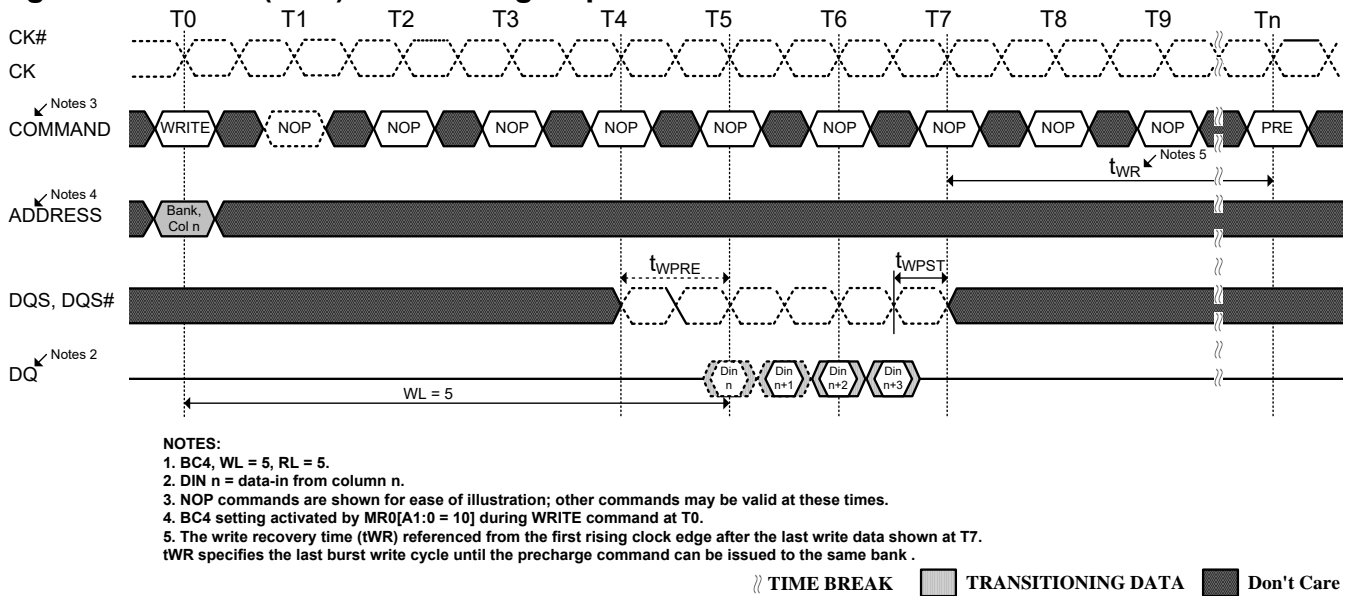 T0 T1 T2 T3 T4 T5 T6 T7 T8 T9 Tn
CK#
CK
Notes 3
COMMAND
WRITE NOP NOP NOP NOP NOP NOP NOP NOP NOP PRE
tWR Notes 5
Notes 4
ADDRESS
Bank,
Col n
tWPRE tWPST
DQS, DQS#
Notes 2
DQ
Din Din Din Din
n n+1 n+2 n+3
WL = 5
NOTES:
1. BC4, WL = 5, RL = 5.
2. DIN n = data-in from column n.
3. NOP commands are shown for ease of illustration; other commands may be valid at these times.
4. BC4 setting activated by MR0[A1:0 = 10] during WRITE command at T0.
5. The write recovery time (tWR) referenced from the first rising clock edge after the last write data shown at T7.
tWR specifies the last burst write cycle until the precharge command can be issued to the same bank .
TIME BREAK TRANSITIONING DATA Don't Care